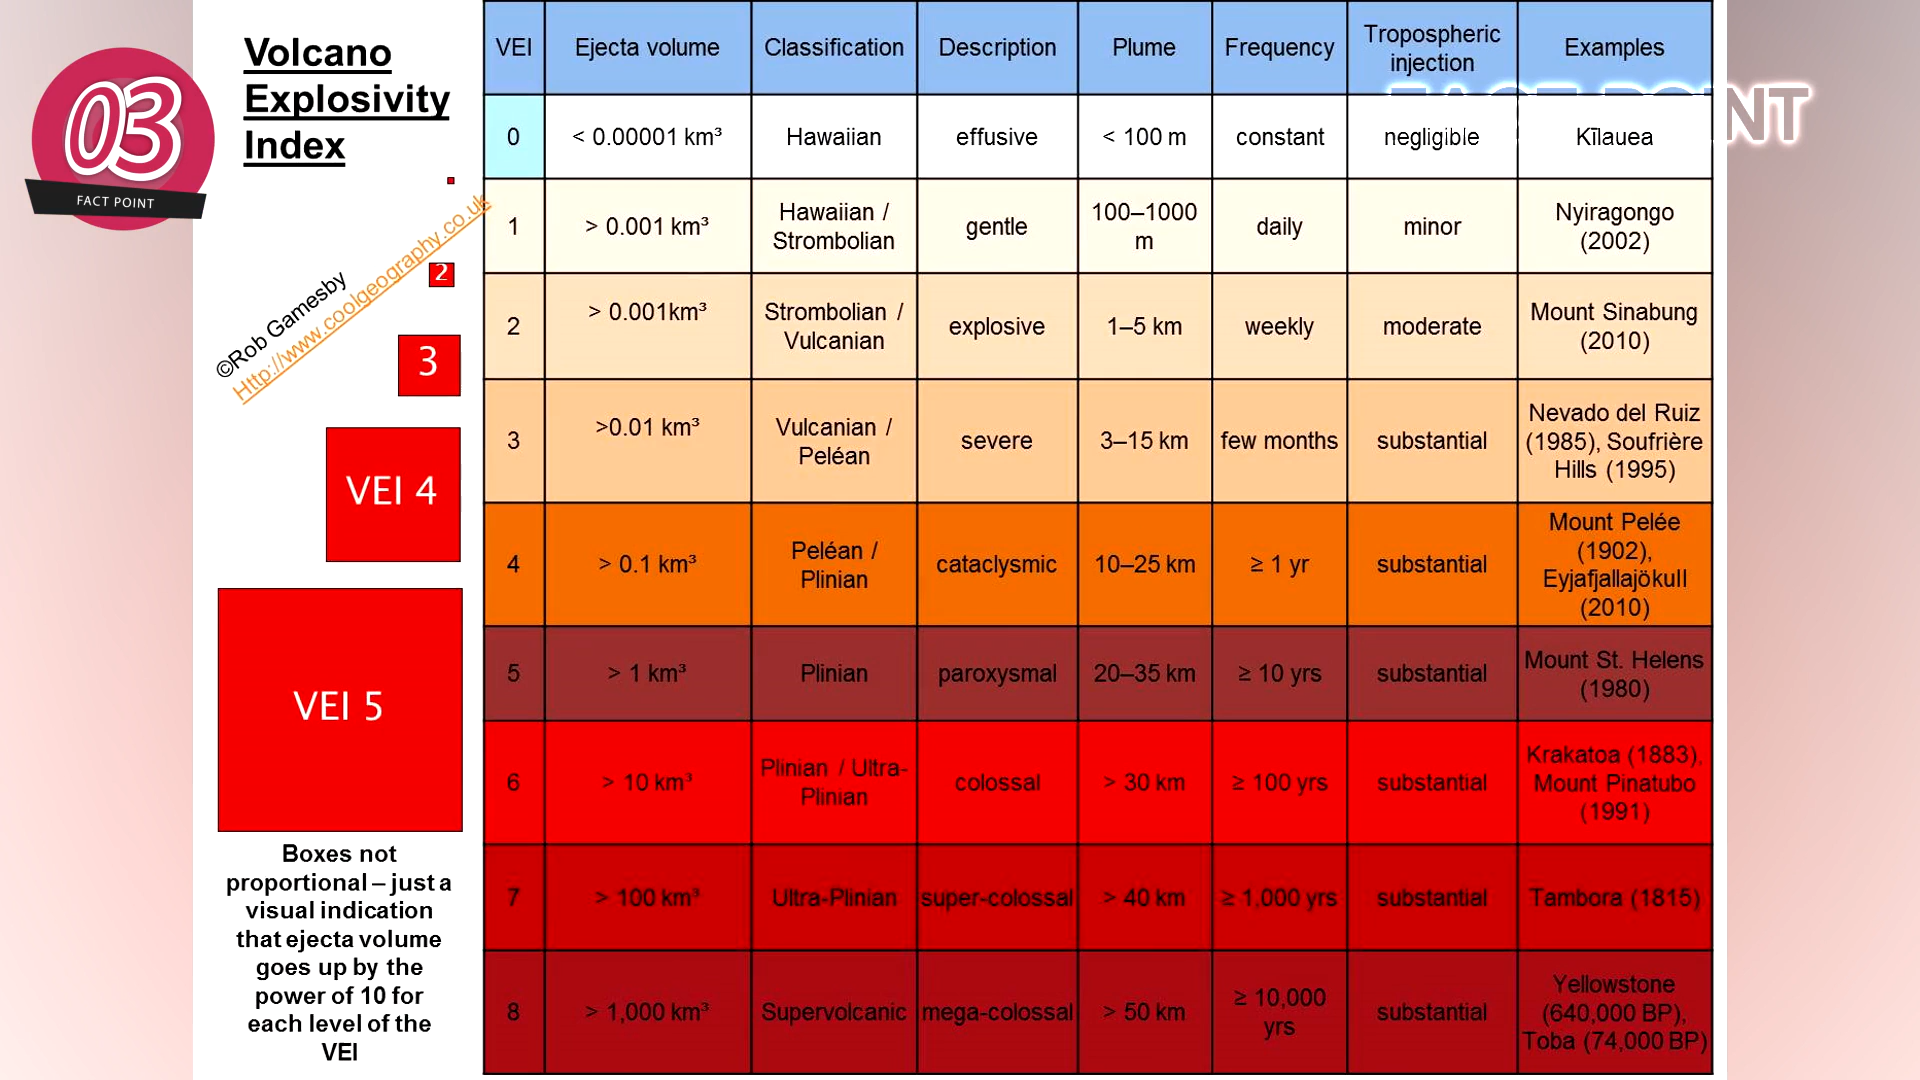 03
FACT POINT
Volcano
Explosivity
Index
©Rob Gamesby
Http://www.coolgeography.co.uk
2
3
VEI 4
VEI 5
Boxes not
proportional – just a
visual indication
that ejecta volume
goes up by the
power of 10 for
each level of the
VEI
VEI Ejecta volume Classification Description Plume Frequency Tropospheric injection Examples
0 < 0.00001 km³ Hawaiian effusive < 100 m constant negligible Kīlauea
1 > 0.001 km³ Hawaiian / Strombolian gentle 100–1000 m daily minor Nyiragongo (2002)
2 > 0.001km³ Strombolian / Vulcanian explosive 1–5 km weekly moderate Mount Sinabung (2010)
3 >0.01 km³ Vulcanian / Peléan severe 3–15 km few months substantial Nevado del Ruiz (1985), Soufrière Hills (1995)
4 > 0.1 km³ Peléan / Plinian cataclysmic 10–25 km ≥ 1 yr substantial Mount Pelée (1902), Eyjafjallajökull (2010)
5 > 1 km³ Plinian paroxysmal 20–35 km ≥ 10 yrs substantial Mount St. Helens (1980)
6 > 10 km³ Plinian / Ultra-Plinian colossal > 30 km ≥ 100 yrs substantial Krakatoa (1883), Mount Pinatubo (1991)
7 > 100 km³ Ultra-Plinian super-colossal > 40 km ≥ 1,000 yrs substantial Tambora (1815)
8 > 1,000 km³ Supervolcanic mega-colossal > 50 km ≥ 10,000 yrs substantial Yellowstone (640,000 BP), Toba (74,000 BP)
FACT POINT